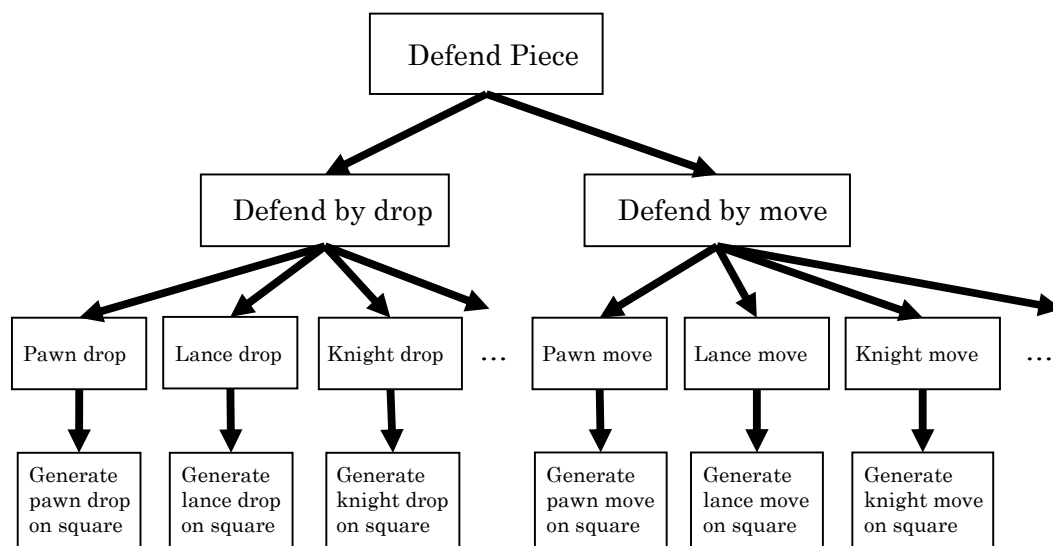 Defend Piece
Defend by drop
Defend by move
Pawn drop
Lance drop
Knight drop
...
Pawn move
Lance move
Knight move
...
Generate
pawn drop
on square
Generate
lance drop
on square
Generate
knight drop
on square
Generate
pawn move
on square
Generate
lance move
on square
Generate
knight move
on square